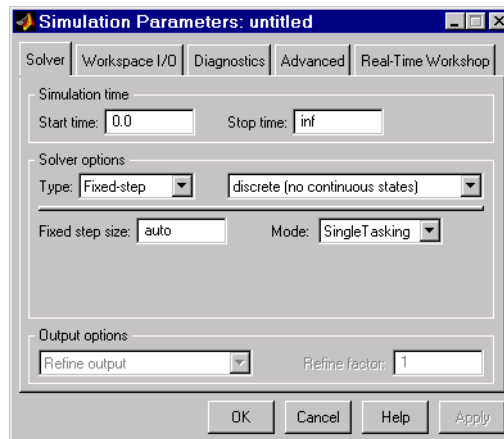 Simulation Parameters: untitled
Solver Workspace I/O Diagnostics Advanced Real-Time Workshop
Simulation time
Start time: 0.0 Stop time: inf
Solver options
Type: Fixed-step discrete (no continuous states)
Fixed step size: auto Mode: SingleTasking
Output options
Refine output Refine factor: 1
OK Cancel Help Apply